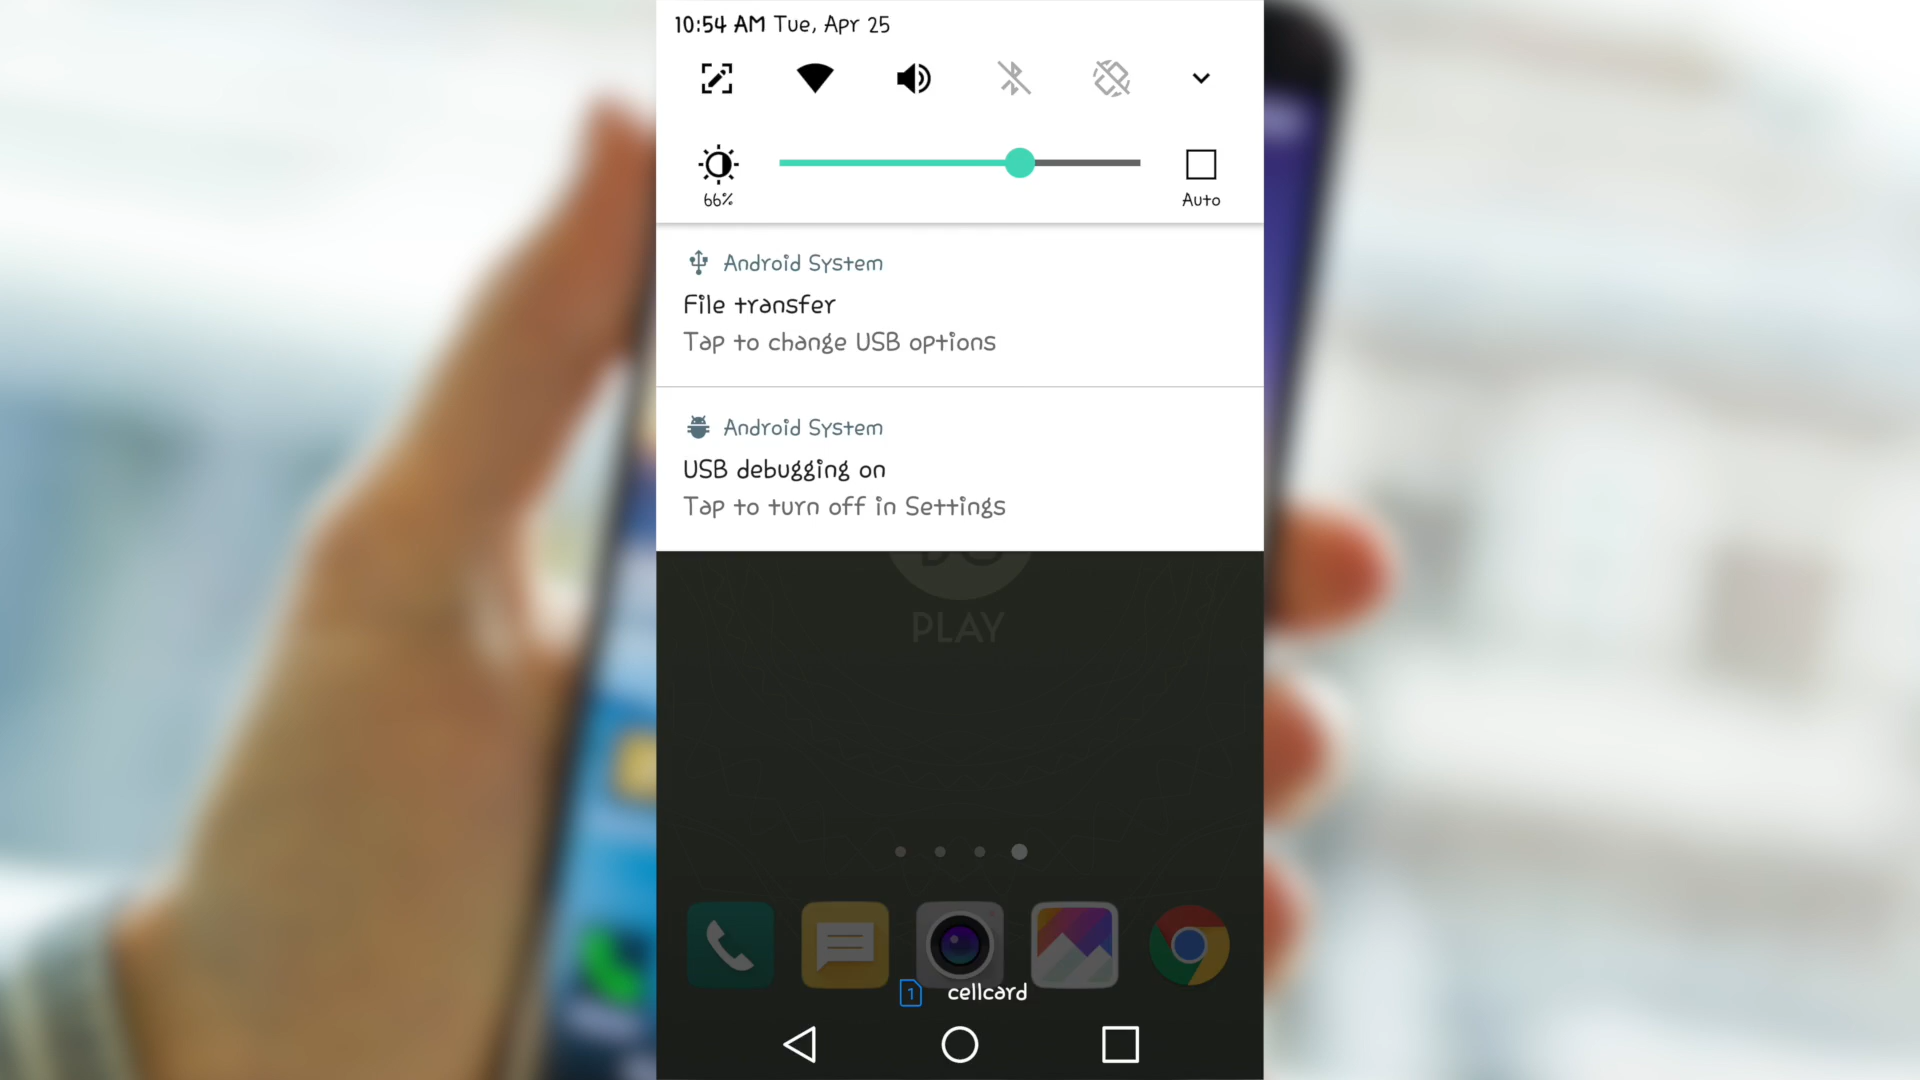 10:54 AM Tue, Apr 25
66%
Auto
Android System
File transfer
Tap to change USB options
Android System
USB debugging on
Tap to turn off in Settings
PLAY
1 cellcard